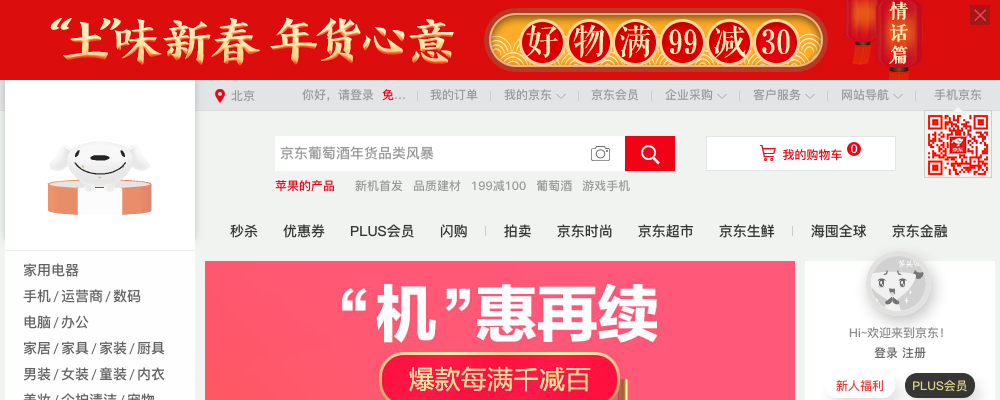 “土”味新春 年货心意
好物满99减30
情话篇
北京
你好，请登录 免...
我的订单
我的京东
京东会员
企业采购
客户服务
网站导航
手机京东
京东葡萄酒年货品类风暴
我的购物车 0
苹果的产品 新机首发 品质建材 199减100 葡萄酒 游戏手机
秒杀 优惠券 PLUS会员 闪购 拍卖 京东时尚 京东超市 京东生鲜 海囤全球 京东金融
家用电器
手机 / 运营商 / 数码
电脑 / 办公
家居 / 家具 / 家装 / 厨具
男装 / 女装 / 童装 / 内衣
美妆 / 个护清洁 / 宠物
“机”惠再续
爆款每满千减百
Hi~欢迎来到京东!
登录 注册
新人福利 PLUS会员